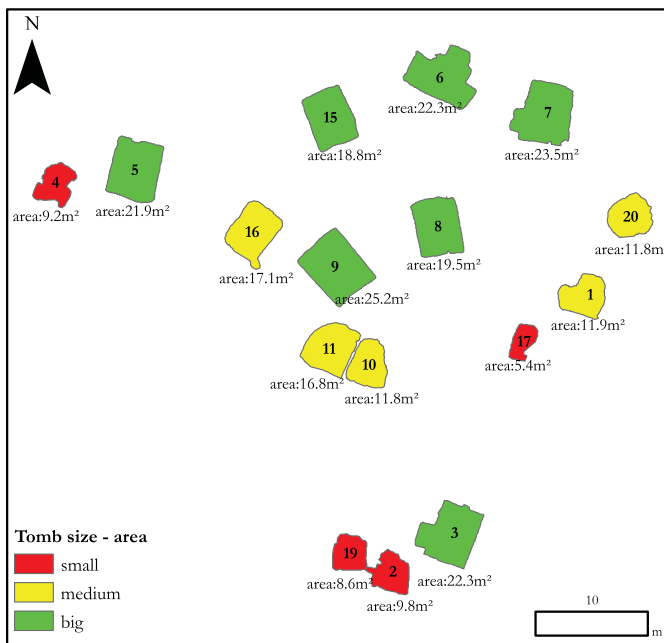 N
6
area:22.3m²
15
area:18.8m²
7
area:23.5m²
5
area:21.9m²
4
area:9.2m²
20
area:11.8m
16
area:17.1m²
8
area:19.5m²
9
area:25.2m²
1
area:11.9m²
17
area:5.4m²
11
area:16.8m²
10
area:11.8m²
3
area:22.3m²
19
area:8.6m²
2
area:9.8m²
Tomb size - area
small
medium
big
10
m